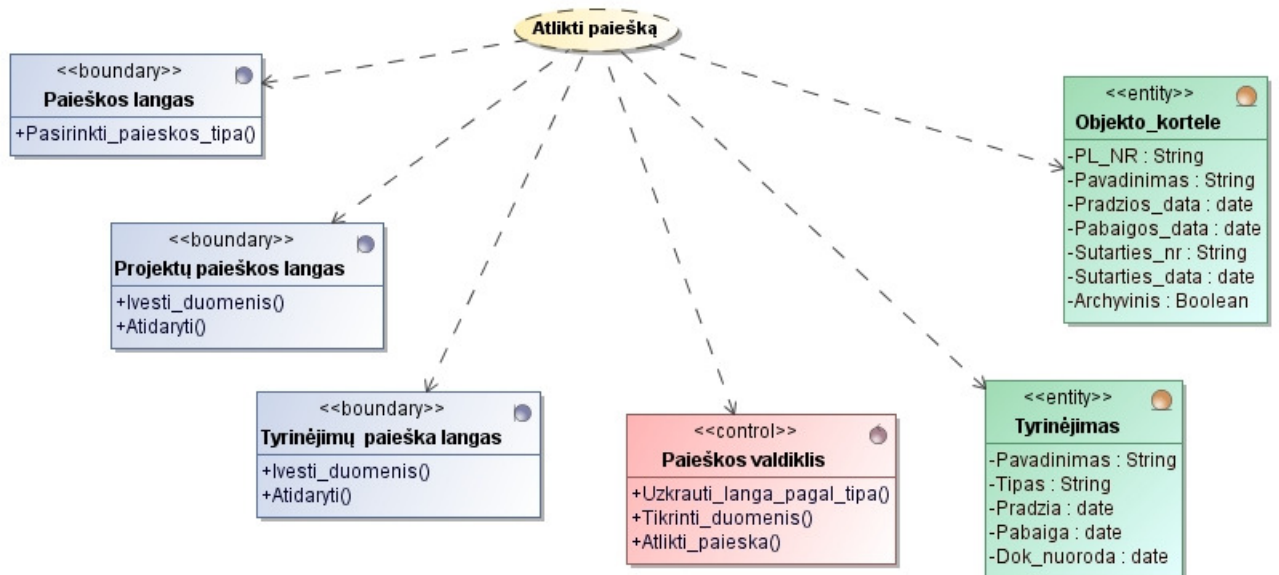 Atlikti paiešką
<<boundary>>
Paieškos langas
+Pasirinkti_paieskos_tipa()
<<boundary>>
Projektų paieškos langas
+Ivesti_duomenis()
+Atidaryti()
<<boundary>>
Tyrinėjimų paieška langas
+Ivesti_duomenis()
+Atidaryti()
<<control>>
Paieškos valdiklis
+Uzkrauti_langa_pagal_tipa()
+Tikrinti_duomenis()
+Atlikti_paieska()
<<entity>>
Objekto_kortele
-PL_NR : String
-Pavadinimas : String
-Pradzios_data : date
-Pabaigos_data : date
-Sutarties_nr : String
-Sutarties_data : date
-Archyvinis : Boolean
<<entity>>
Tyrinėjimas
-Pavadinimas : String
-Tipas : String
-Pradzia : date
-Pabaiga : date
-Dok_nuoroda : date